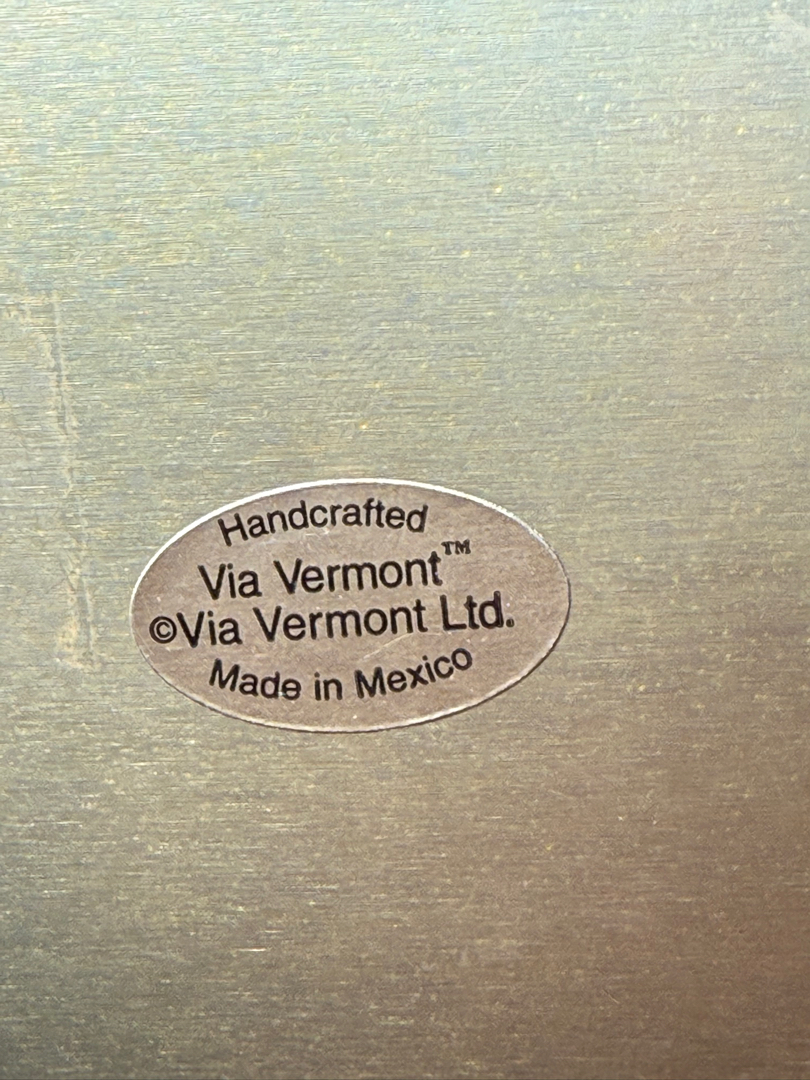 Handcrafted
Via Vermont™
©Via Vermont Ltd.
Made in Mexico